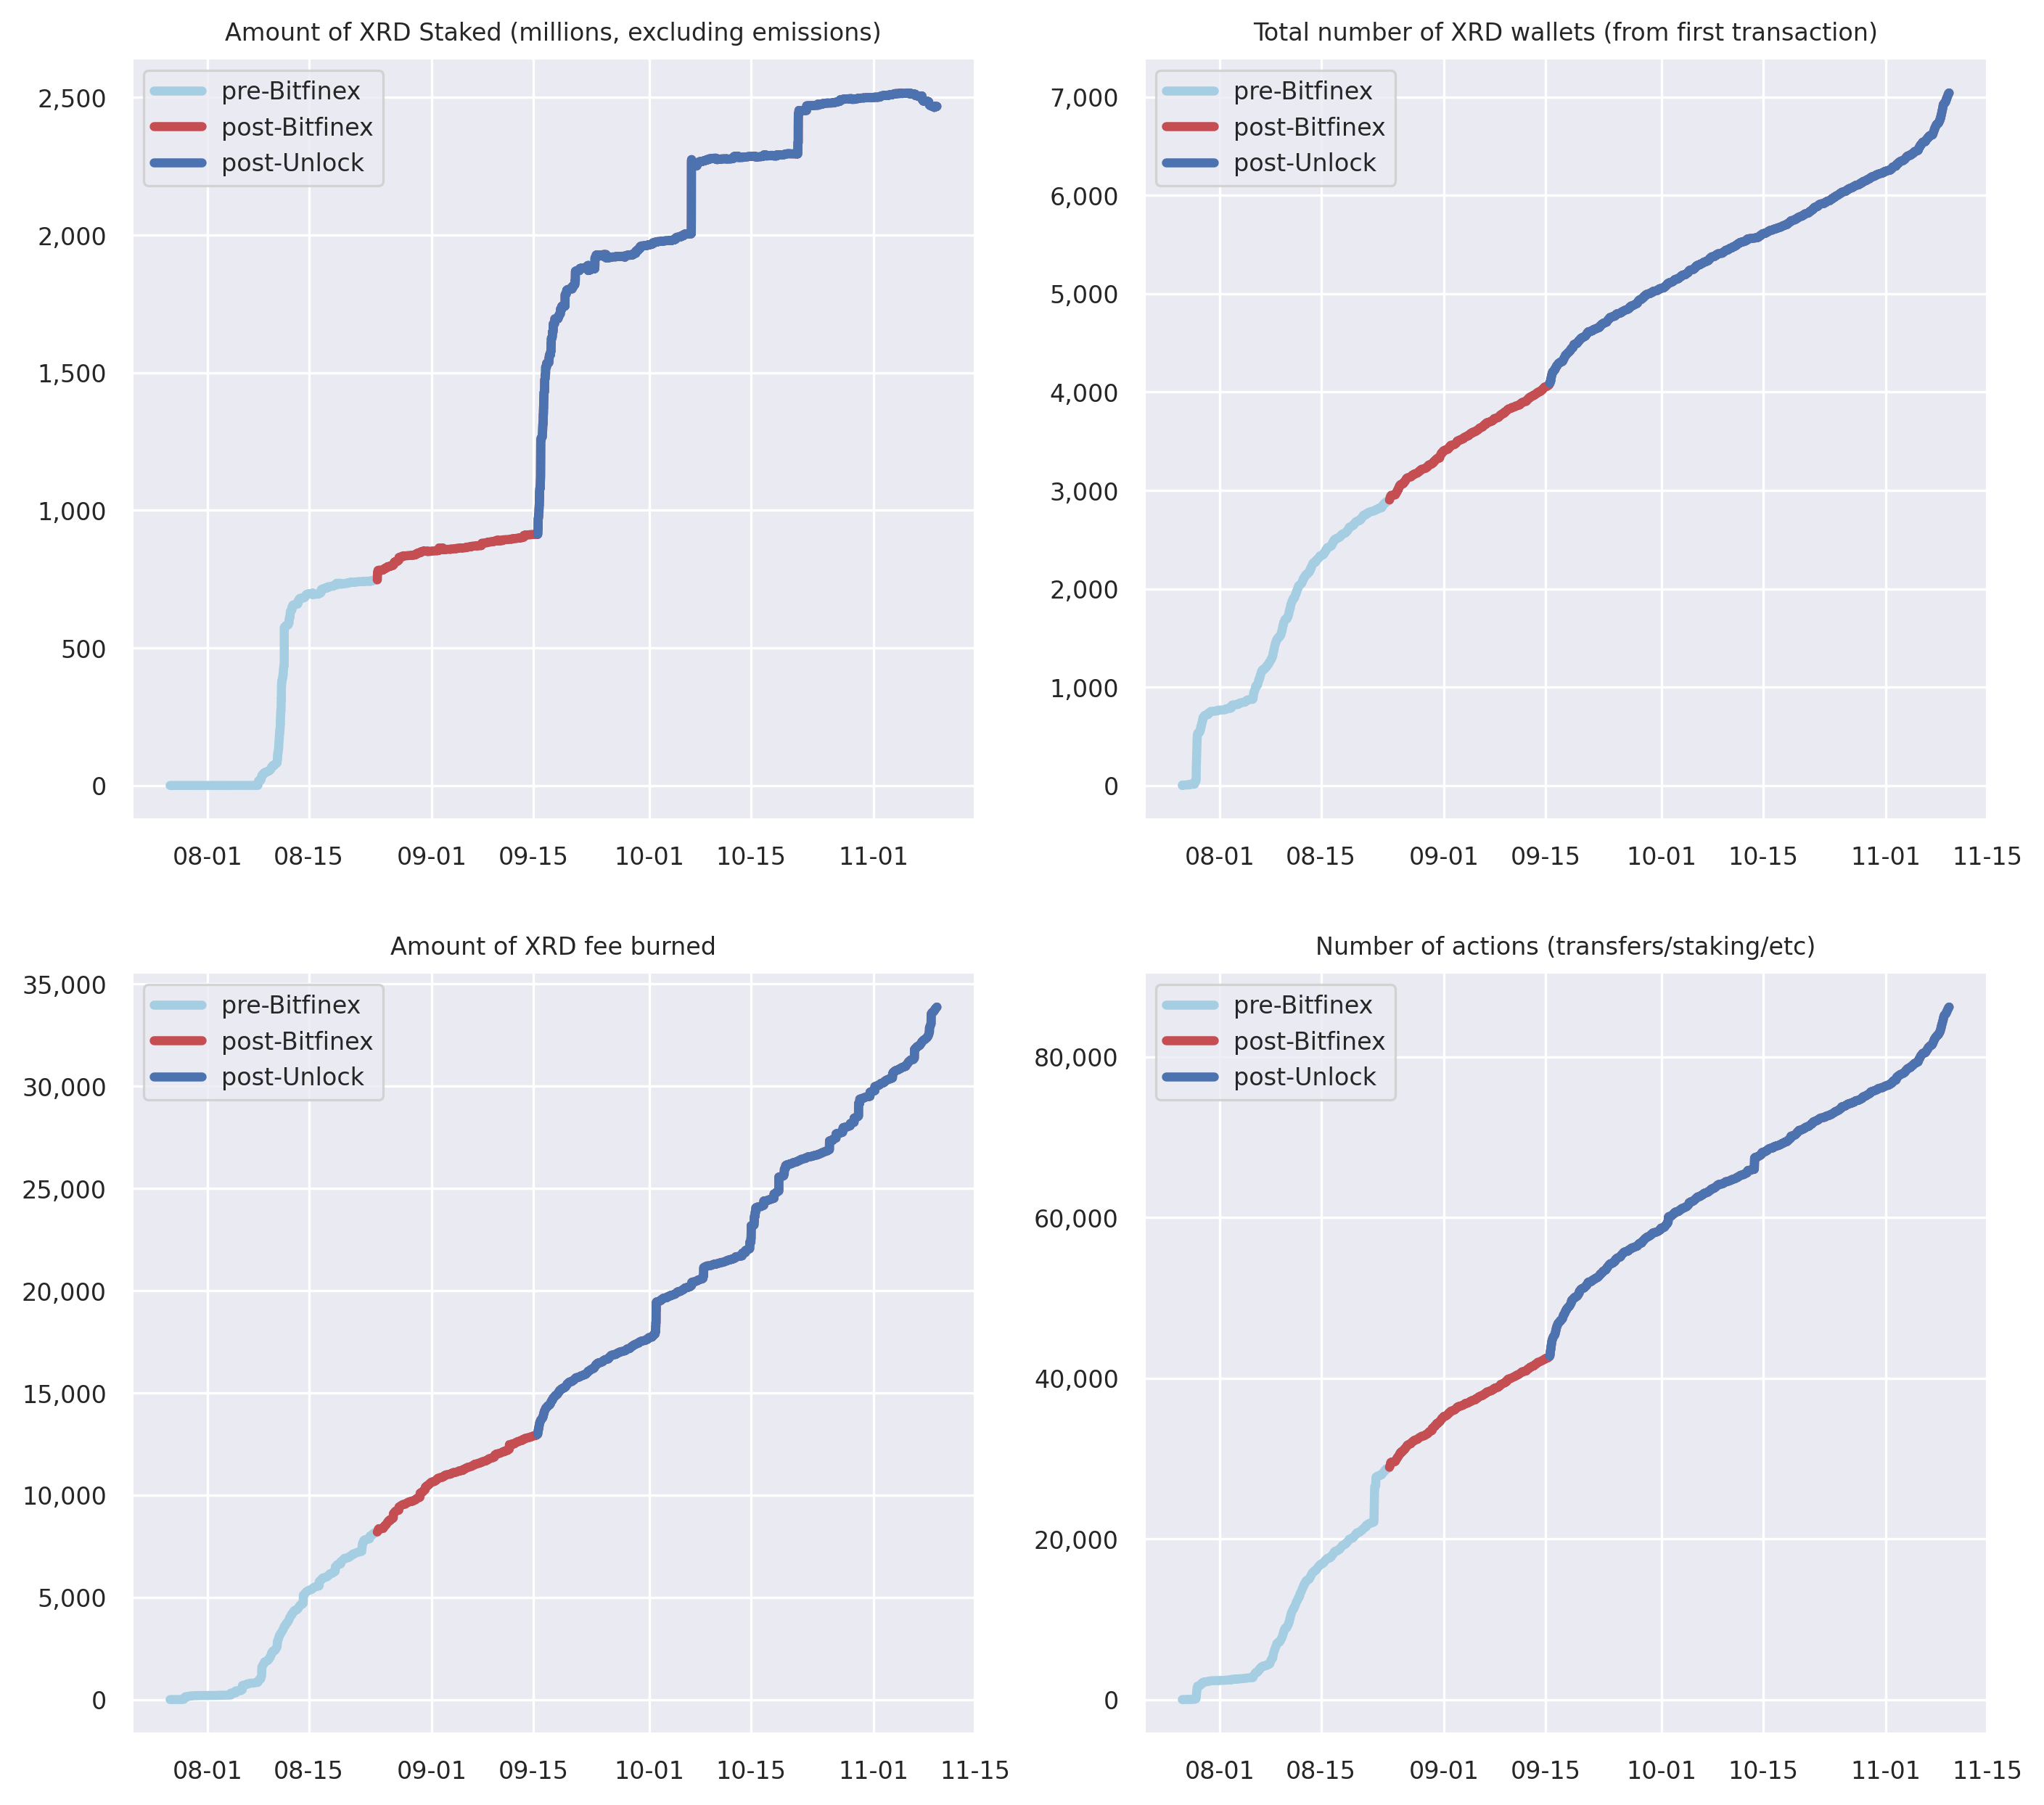 Amount of XRD Staked (millions, excluding emissions)
pre-Bitfinex
post-Bitfinex
post-Unlock
2,500
2,000
1,500
1,000
500
0
08-01 08-15 09-01 09-15 10-01 10-15 11-01
Total number of XRD wallets (from first transaction)
pre-Bitfinex
post-Bitfinex
post-Unlock
7,000
6,000
5,000
4,000
3,000
2,000
1,000
0
08-01 08-15 09-01 09-15 10-01 10-15 11-01 11-15
Amount of XRD fee burned
pre-Bitfinex
post-Bitfinex
post-Unlock
35,000
30,000
25,000
20,000
15,000
10,000
5,000
0
08-01 08-15 09-01 09-15 10-01 10-15 11-01 11-15
Number of actions (transfers/staking/etc)
pre-Bitfinex
post-Bitfinex
post-Unlock
80,000
60,000
40,000
20,000
0
08-01 08-15 09-01 09-15 10-01 10-15 11-01 11-15